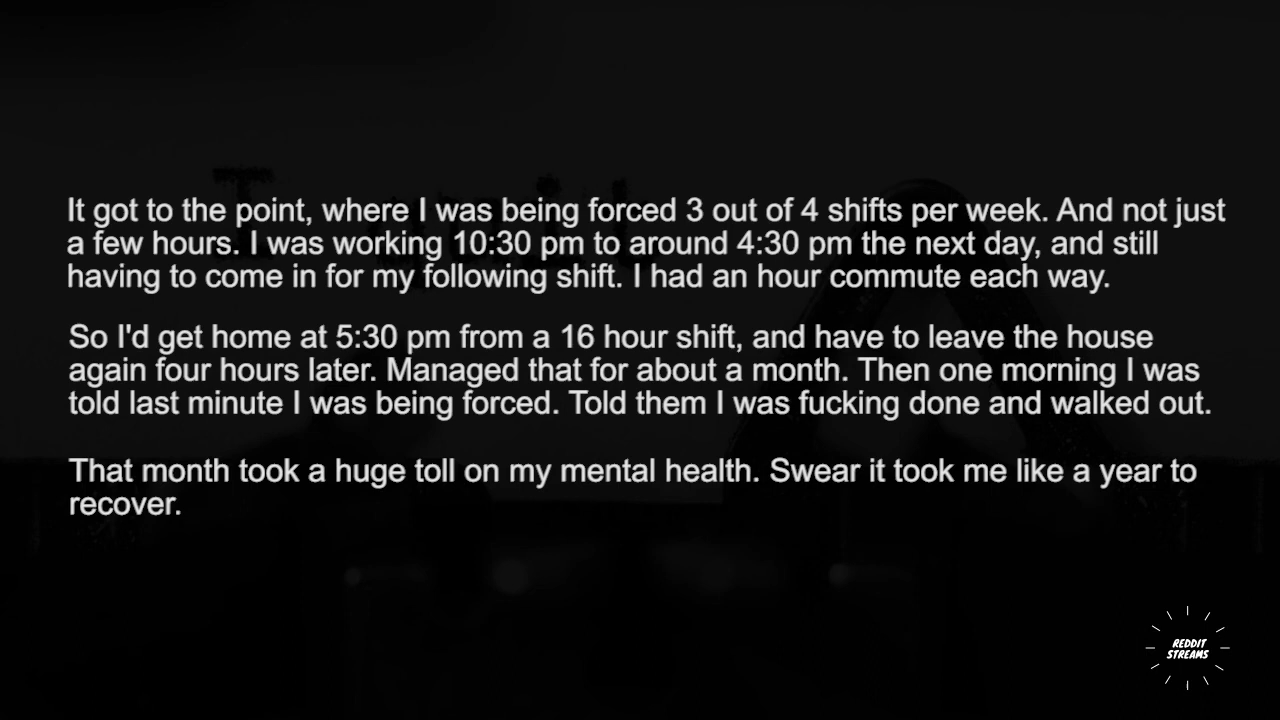 It got to the point, where I was being forced 3 out of 4 shifts per week. And not just
a few hours. I was working 10:30 pm to around 4:30 pm the next day, and still
having to come in for my following shift. I had an hour commute each way.
So I'd get home at 5:30 pm from a 16 hour shift, and have to leave the house
again four hours later. Managed that for about a month. Then one morning I was
told last minute I was being forced. Told them I was fucking done and walked out.
That month took a huge toll on my mental health. Swear it took me like a year to
recover.
REDDIT
STREAMS